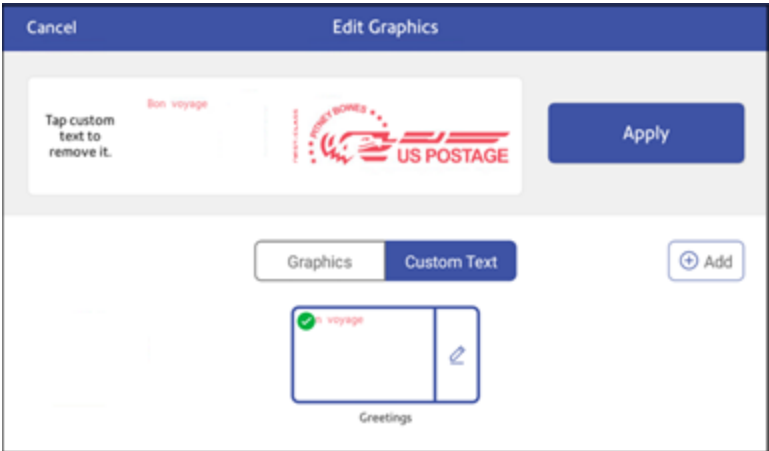 Cancel
Edit Graphics
Tap custom
text to
remove it.
Bon voyage
FIRST-CLASS
PITNEY BOWES
US POSTAGE
Apply
Graphics
Custom Text
Add
voyage
Greetings